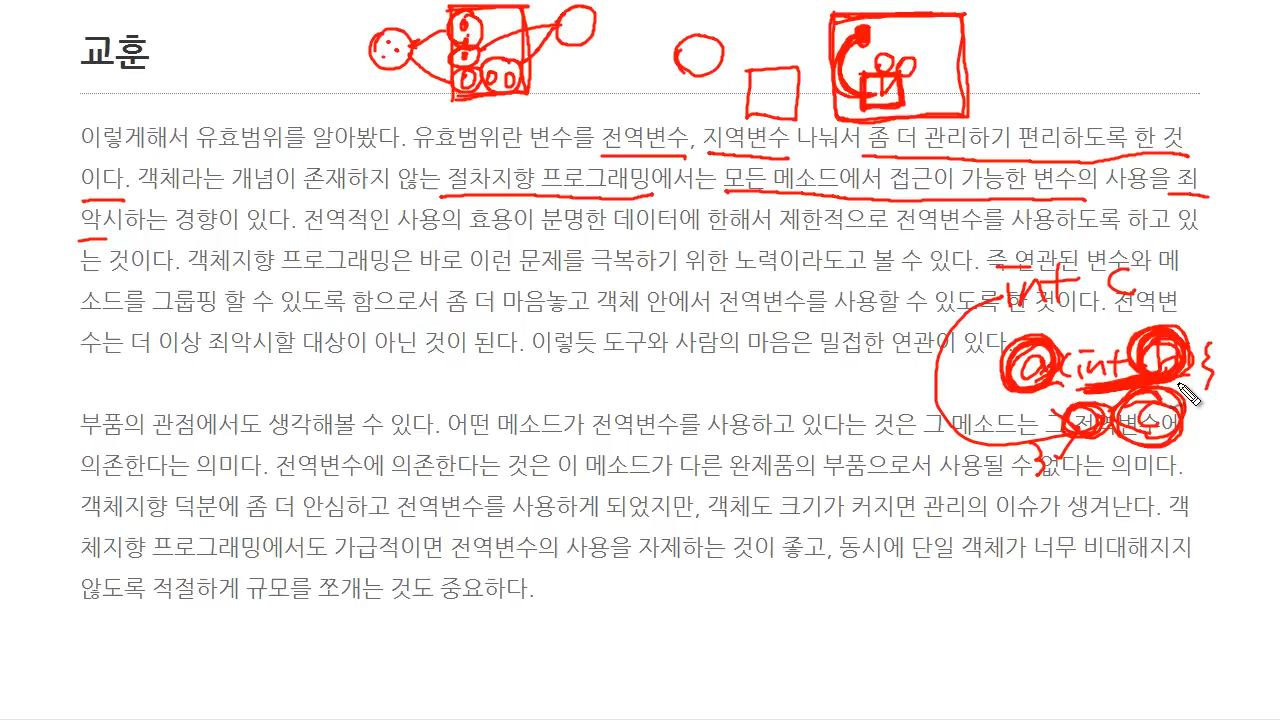 교훈
이렇게해서 유효범위를 알아봤다. 유효범위란 변수를 전역변수, 지역변수 나눠서 좀 더 관리하기 편리하도록 한 것
이다. 객체라는 개념이 존재하지 않는 절차지향 프로그래밍에서는 모든 메소드에서 접근이 가능한 변수의 사용을 죄
악시하는 경향이 있다. 전역적인 사용의 효용이 분명한 데이터에 한해서 제한적으로 전역변수를 사용하도록 하고 있
는 것이다. 객체지향 프로그래밍은 바로 이런 문제를 극복하기 위한 노력이라도고 볼 수 있다. 즉 연관된 변수와 메
소드를 그룹핑 할 수 있도록 함으로서 좀 더 마음놓고 객체 안에서 전역변수를 사용할 수 있도록 한 것이다. 전역변
int c
수는 더 이상 죄악시할 대상이 아닌 것이 된다. 이렇듯 도구와 사람의 마음은 밀접한 연관이 있다
a(int b {
부품의 관점에서도 생각해볼 수 있다. 어떤 메소드가 전역변수를 사용하고 있다는 것은 그 메소드는 그 전역변수에
의존한다는 의미다. 전역변수에 의존한다는 것은 이 메소드가 다른 완제품의 부품으로서 사용될 수 없다는 의미다.
}
객체지향 덕분에 좀 더 안심하고 전역변수를 사용하게 되었지만, 객체도 크기가 커지면 관리의 이슈가 생겨난다. 객
체지향 프로그래밍에서도 가급적이면 전역변수의 사용을 자제하는 것이 좋고, 동시에 단일 객체가 너무 비대해지지
않도록 적절하게 규모를 쪼개는 것도 중요하다.